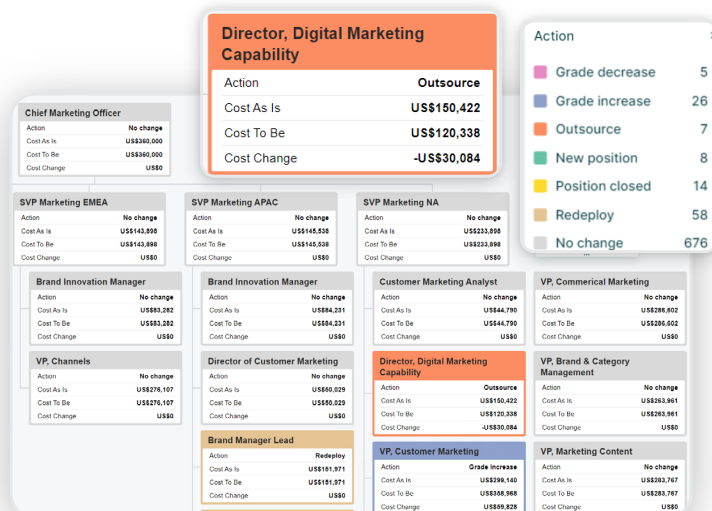 Director, Digital Marketing
Capability
Action Outsource
Cost As Is US$150,422
Cost To Be US$120,338
Cost Change -US$30,084
Action
Grade decrease 5
Grade increase 26
Outsource 7
New position 8
Position closed 14
Redeploy 58
No change 676
Chief Marketing Officer
Action No change
Cost As Is US$360,000
Cost To Be US$360,000
Cost Change US$0
SVP Marketing EMEA
Action No change
Cost As Is US$143,898
Cost To Be US$143,898
Cost Change US$0
SVP Marketing APAC
Action No change
Cost As Is US$145,538
Cost To Be US$145,538
Cost Change US$0
SVP Marketing NA
Action No change
Cost As Is US$233,898
Cost To Be US$233,898
Cost Change US$0
...
Brand Innovation Manager
Action No change
Cost As Is US$83,282
Cost To Be US$83,282
Cost Change US$0
Brand Innovation Manager
Action No change
Cost As Is US$84,231
Cost To Be US$84,231
Cost Change US$0
Customer Marketing Analyst
Action No change
Cost As Is US$44,790
Cost To Be US$44,790
Cost Change US$0
VP, Commerical Marketing
Action No change
Cost As Is US$286,602
Cost To Be US$286,602
Cost Change US$0
VP, Channels
Action No change
Cost As Is US$276,107
Cost To Be US$276,107
Cost Change US$0
Director of Customer Marketing
Action No change
Cost As Is US$50,029
Cost To Be US$50,029
Cost Change US$0
Director, Digital Marketing
Capability
Action Outsource
Cost As Is US$150,422
Cost To Be US$120,338
Cost Change -US$30,084
VP, Brand & Category
Management
Action No change
Cost As Is US$263,961
Cost To Be US$263,961
Cost Change US$0
Brand Manager Lead
Action Redeploy
Cost As Is US$151,971
Cost To Be US$151,971
Cost Change US$0
VP, Customer Marketing
Action Grade increase
Cost As Is US$299,140
Cost To Be US$358,968
Cost Change US$59,828
VP, Marketing Content
Action No change
Cost As Is US$283,767
Cost To Be US$283,767
Cost Change US$0